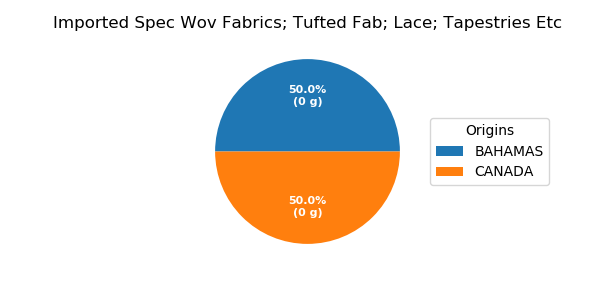 Imported Spec Wov Fabrics; Tufted Fab; Lace; Tapestries Etc
50.0%
(0 g)
Origins
BAHAMAS
CANADA
50.0%
(0 g)